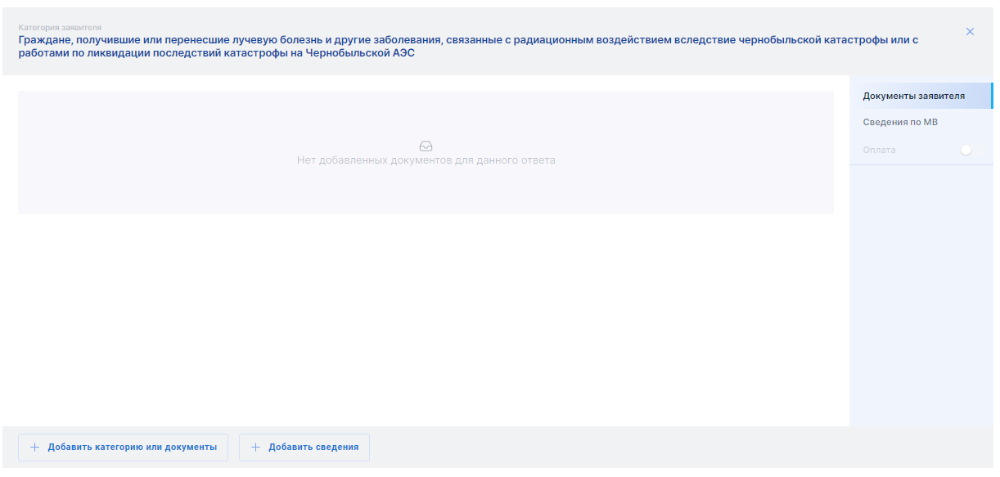 Категория заявителя
Граждане, получившие или перенесшие лучевую болезнь и другие заболевания, связанные с радиационным воздействием вследствие чернобыльской катастрофы или с
работами по ликвидации последствий катастрофы на Чернобыльской АЭС
Документы заявителя
Сведения по МВ
Оплата
Нет добавленных документов для данного ответа
Добавить категорию или документы
Добавить сведения